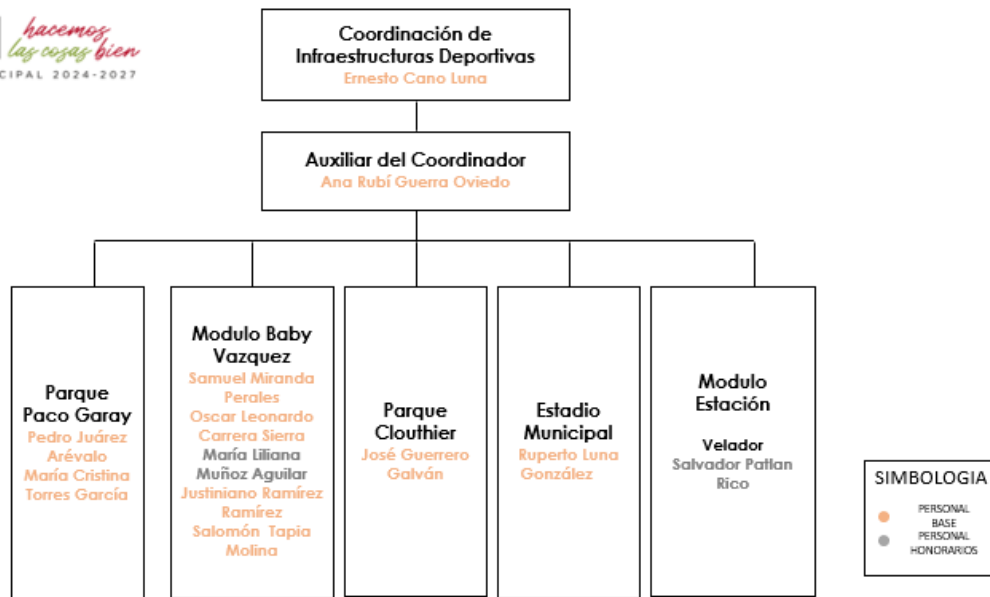 hacemos
las cosas bien
CIPAL 2024-2027
Coordinación de
Infraestructuras Deportivas
Ernesto Cano Luna
Auxiliar del Coordinador
Ana Rubí Guerra Oviedo
Parque
Paco Garay
Pedro Juárez
Arévalo
María Cristina
Torres García
Modulo Baby
Vazquez
Samuel Miranda
Perales
Oscar Leonardo
Carrera Sierra
María Liliana
Muñoz Aguilar
Justiniano Ramírez
Ramírez
Salomón Tapia
Molina
Parque
Clouthier
José Guerrero
Galván
Estadio
Municipal
Ruperto Luna
González
Modulo
Estación
Velador
Salvador Patlan
Rico
SIMBOLOGIA
PERSONAL
BASE
PERSONAL
HONORARIOS